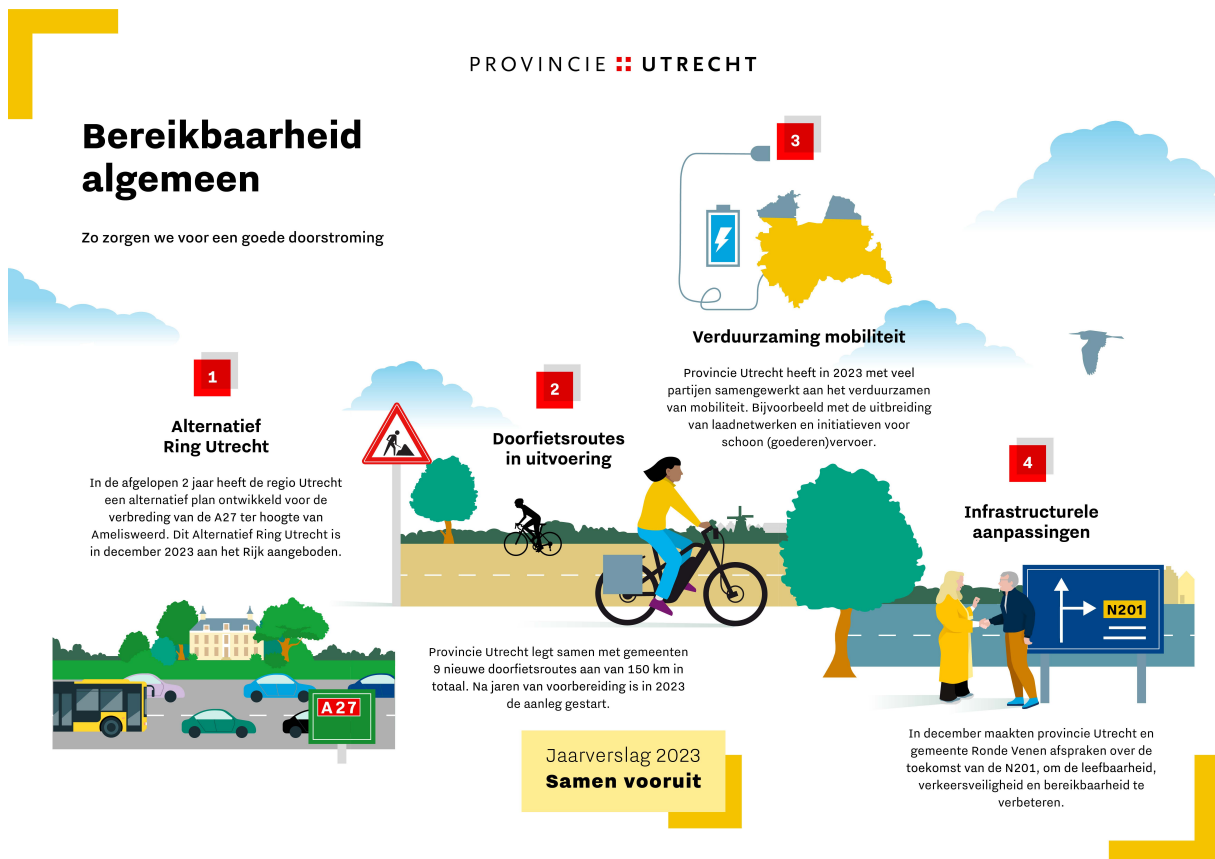 PROVINCIE UTRECHT
Bereikbaarheid
algemeen
Zo zorgen we voor een goede doorstroming
1
Alternatief
Ring Utrecht
In de afgelopen 2 jaar heeft de regio Utrecht
een alternatief plan ontwikkeld voor de
verbreding van de A27 ter hoogte van
Amelisweerd. Dit Alternatief Ring Utrecht is
in december 2023 aan het Rijk aangeboden.
A27
2
Doorfietsroutes
in uitvoering
Provincie Utrecht legt samen met gemeenten
9 nieuwe doorfietsroutes aan van 150 km in
totaal. Na jaren van voorbereiding is in 2023
de aanleg gestart.
3
Verduurzaming mobiliteit
Provincie Utrecht heeft in 2023 met veel
partijen samengewerkt aan het verduurzamen
van mobiliteit. Bijvoorbeeld met de uitbreiding
van laadnetwerken en initiatieven voor
schoon (goederen)vervoer.
4
Infrastructurele
aanpassingen
N201
In december maakten provincie Utrecht en
gemeente Ronde Venen afspraken over de
toekomst van de N201, om de leefbaarheid,
verkeersveiligheid en bereikbaarheid te
verbeteren.
Jaarverslag 2023
Samen vooruit